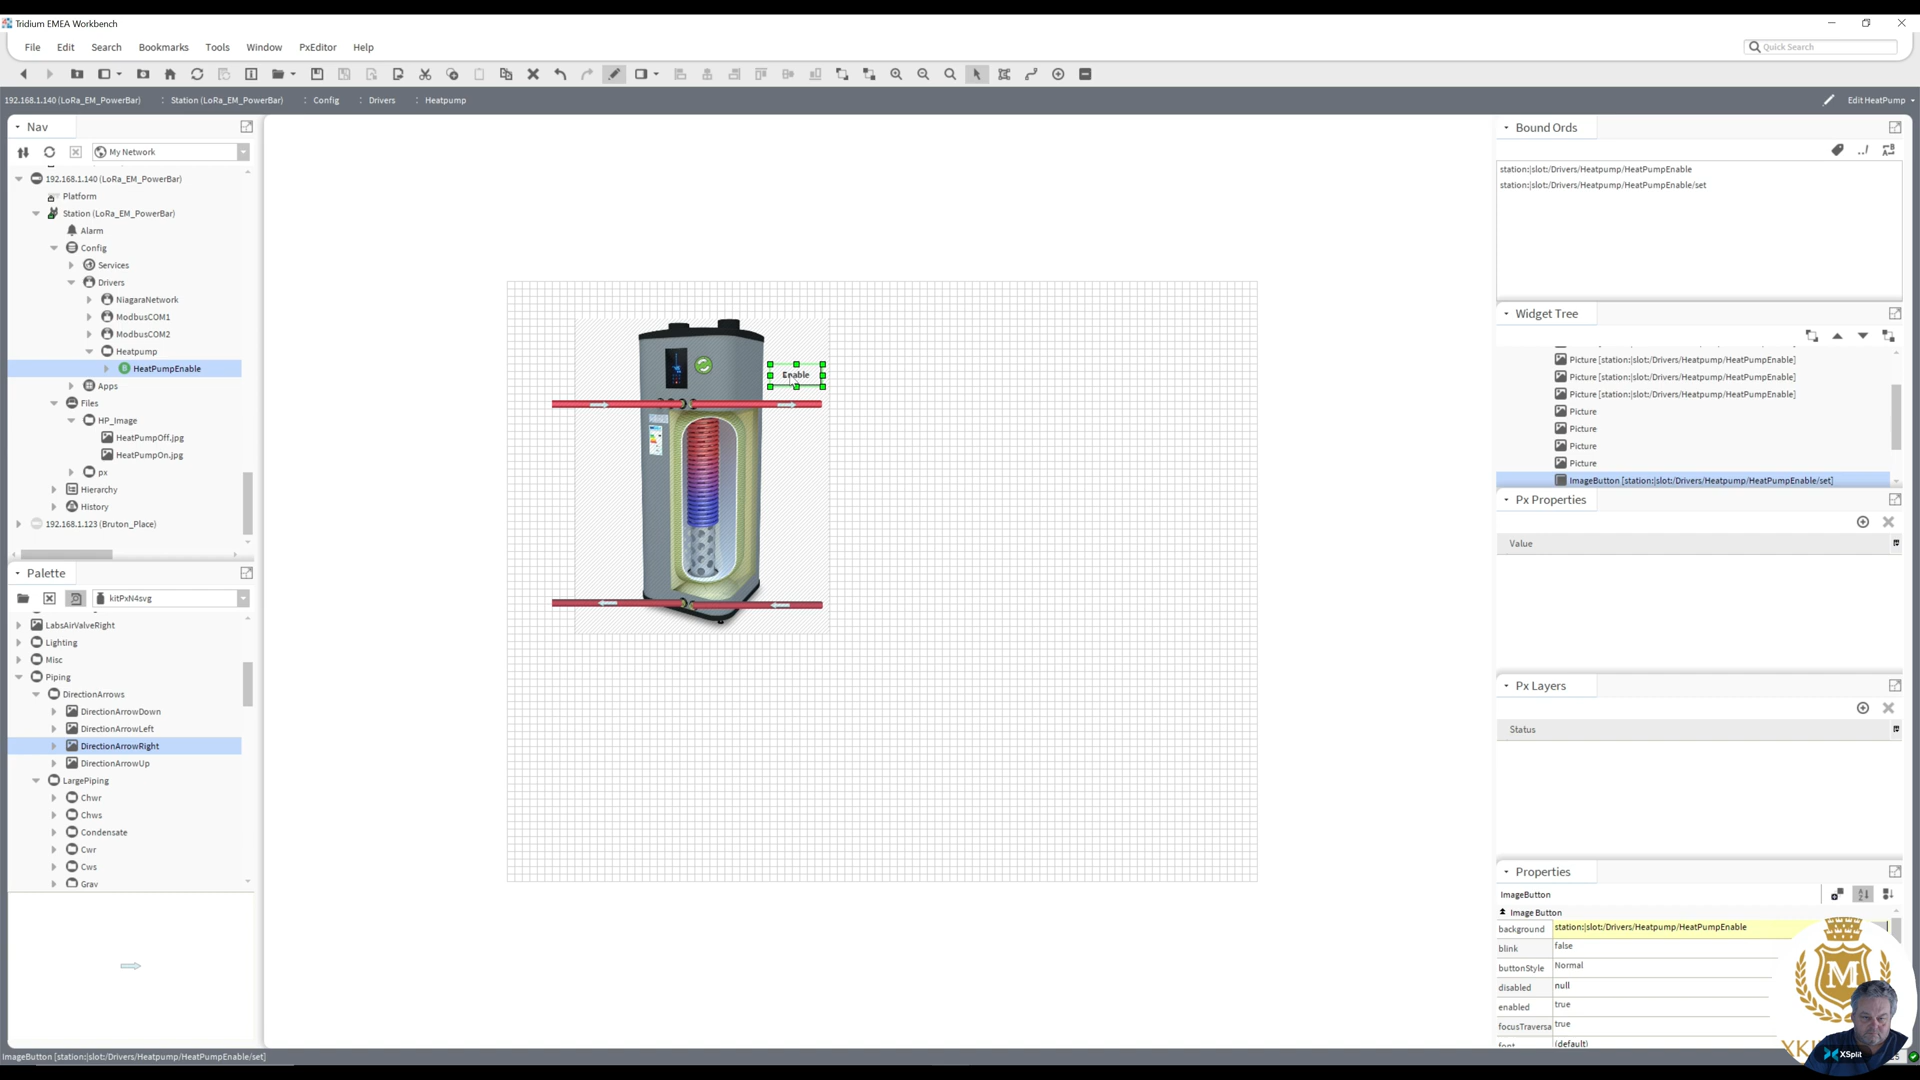 Tridium EMEA Workbench
File Edit Search Bookmarks Tools Window PxEditor Help
Quick Search
192.168.1.140 (LoRa_EM_PowerBar) : Station (LoRa_EM_PowerBar) : Config : Drivers : Heatpump
Edit HeatPump
Nav
My Network
192.168.1.140 (LoRa_EM_PowerBar)
Platform
Station (LoRa_EM_PowerBar)
Alarm
Config
Services
Drivers
NiagaraNetwork
ModbusCOM1
ModbusCOM2
Heatpump
HeatPumpEnable
Apps
Files
HP_Image
HeatPumpOff.jpg
HeatPumpOn.jpg
px
Hierarchy
History
192.168.1.123 (Bruton_Place)
Palette
kitPxN4svg
LabsAirValveRight
Lighting
Misc
Piping
DirectionArrows
DirectionArrowDown
DirectionArrowLeft
DirectionArrowRight
DirectionArrowUp
LargePiping
Chwr
Chws
Condensate
Cwr
Cws
Grav
Enable
Bound Ords
station:|slot:/Drivers/Heatpump/HeatPumpEnable
station:|slot:/Drivers/Heatpump/HeatPumpEnable/set
Widget Tree
Picture [station:|slot:/Drivers/Heatpump/HeatPumpEnable]
Picture [station:|slot:/Drivers/Heatpump/HeatPumpEnable]
Picture [station:|slot:/Drivers/Heatpump/HeatPumpEnable]
Picture
Picture
Picture
Picture
ImageButton [station:|slot:/Drivers/Heatpump/HeatPumpEnable/set]
Px Properties
Value
Px Layers
Status
Properties
ImageButton
Image Button
background station:|slot:/Drivers/Heatpump/HeatPumpEnable
blink false
buttonStyle Normal
disabled null
enabled true
focusTraversa true
font (default)
M
XSplit
ImageButton [station:|slot:/Drivers/Heatpump/HeatPumpEnable/set]